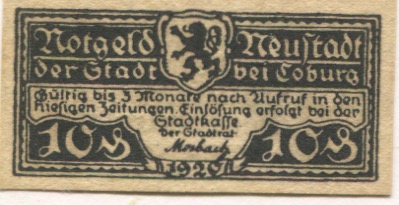 Notgeld Neustadt
der Stadt bei Coburg
Gültig bis 3 Monate nach Aufruf in den
hiesigen Zeitungen. Einlösung erfolgt bei der
Stadtkasse
Der Stadtrat
10 ₰ Morsbach 10 ₰
1920